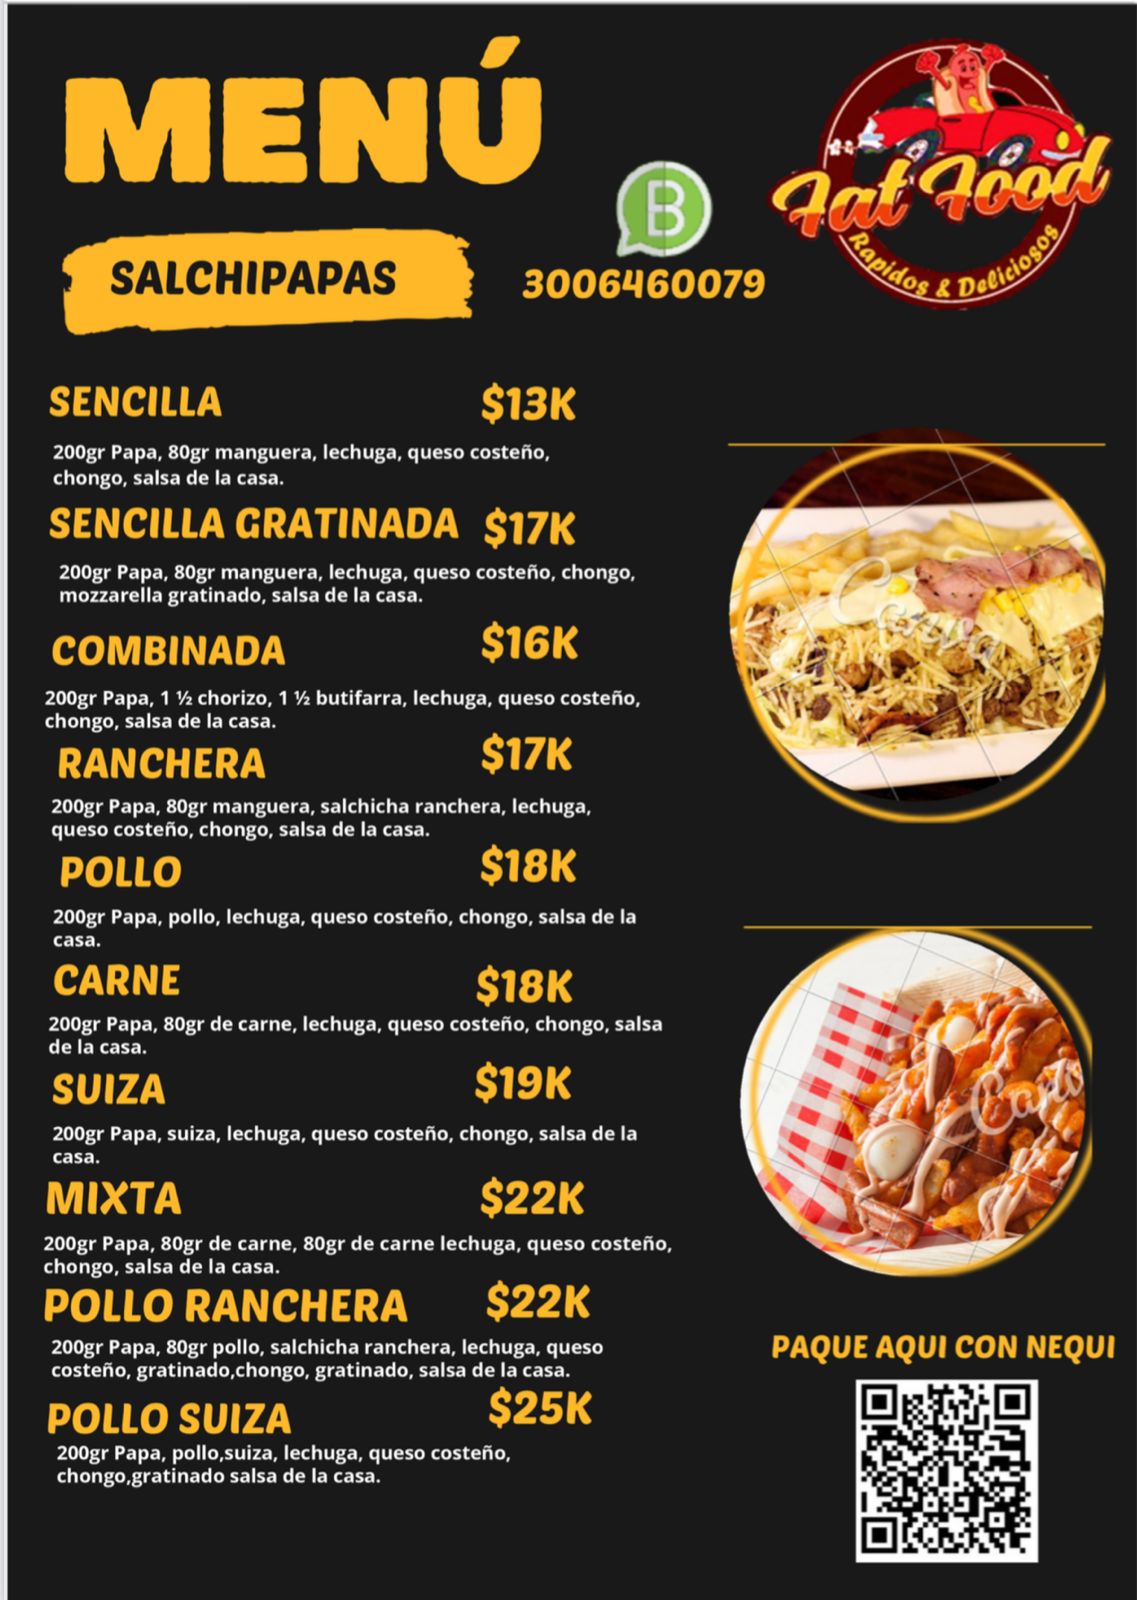 MENÚ
Fat Food
Rapidos & Deliciosos
B
SALCHIPAPAS
3006460079
SENCILLA $13K
200gr Papa, 80gr manguera, lechuga, queso costeño,
chongo, salsa de la casa.
SENCILLA GRATINADA $17K
200gr Papa, 80gr manguera, lechuga, queso costeño, chongo,
mozzarella gratinado, salsa de la casa.
COMBINADA $16K
200gr Papa, 1 ½ chorizo, 1 ½ butifarra, lechuga, queso costeño,
chongo, salsa de la casa.
RANCHERA $17K
200gr Papa, 80gr manguera, salchicha ranchera, lechuga,
queso costeño, chongo, salsa de la casa.
POLLO $18K
200gr Papa, pollo, lechuga, queso costeño, chongo, salsa de la
casa.
CARNE $18K
200gr Papa, 80gr de carne, lechuga, queso costeño, chongo, salsa
de la casa.
SUIZA $19K
200gr Papa, suiza, lechuga, queso costeño, chongo, salsa de la
casa.
MIXTA $22K
200gr Papa, 80gr de carne, 80gr de carne lechuga, queso costeño,
chongo, salsa de la casa.
POLLO RANCHERA $22K
200gr Papa, 80gr pollo, salchicha ranchera, lechuga, queso
costeño, gratinado,chongo, gratinado, salsa de la casa.
POLLO SUIZA $25K
200gr Papa, pollo,suiza, lechuga, queso costeño,
chongo,gratinado salsa de la casa.
Canva
Canv
PAQUE AQUI CON NEQUI